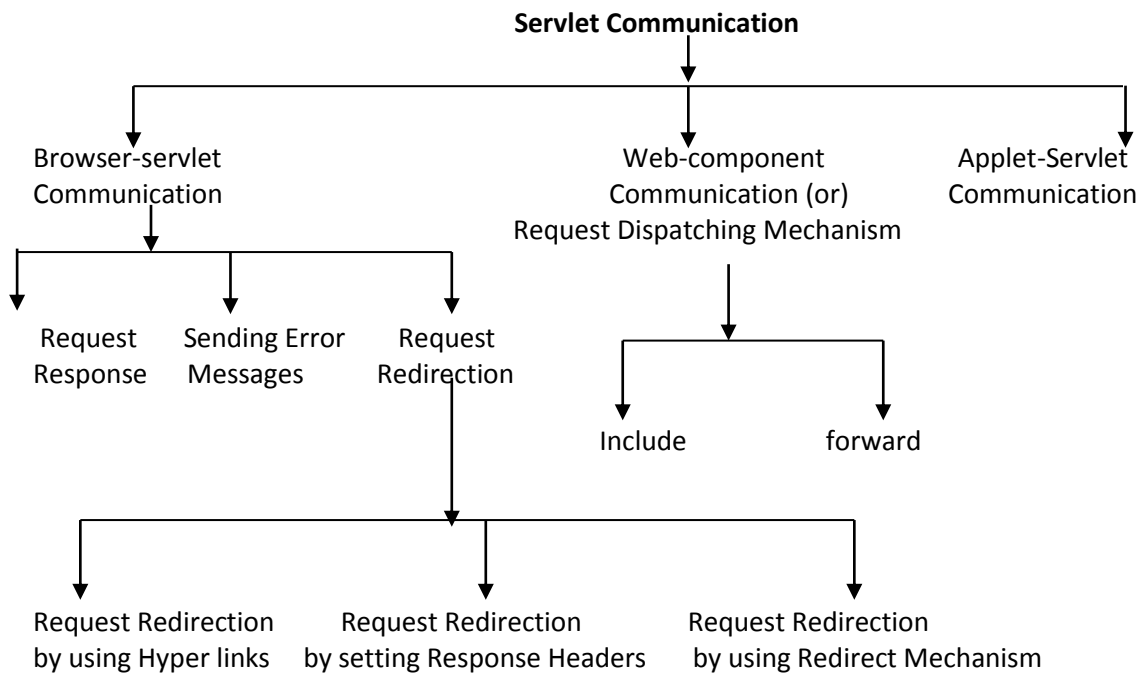 Servlet Communication
Browser-servlet
Communication
Web-component
Communication (or)
Request Dispatching Mechanism
Applet-Servlet
Communication
Request
Response
Sending Error
Messages
Request
Redirection
Include
forward
Request Redirection
by using Hyper links
Request Redirection
by setting Response Headers
Request Redirection
by using Redirect Mechanism